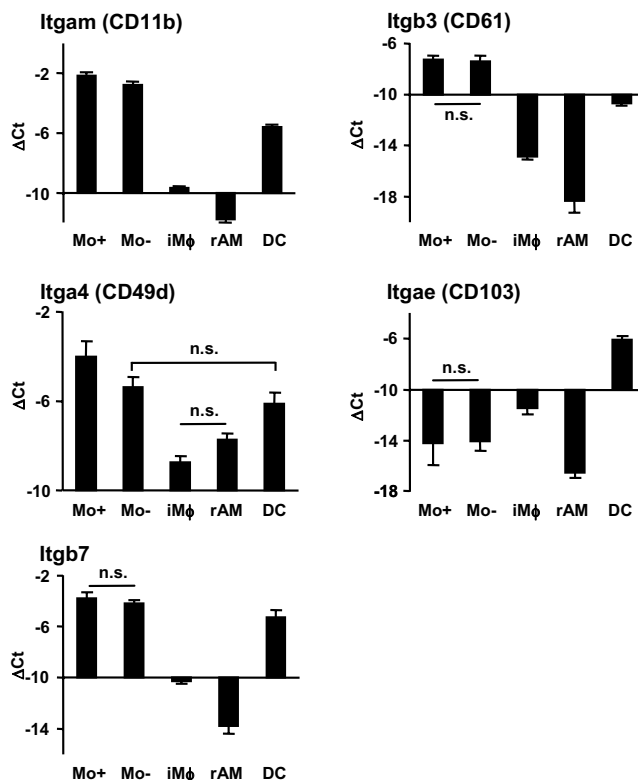 Itgam (CD11b)
-2
-6
-10
ΔCt
Mo+ Mo- iMϕ rAM DC
Itgb3 (CD61)
-6
-10
-14
-18
ΔCt
n.s.
Mo+ Mo- iMϕ rAM DC
Itga4 (CD49d)
-2
-6
-10
ΔCt
n.s.
n.s.
Mo+ Mo- iMϕ rAM DC
Itgae (CD103)
-6
-10
-14
-18
ΔCt
n.s.
Mo+ Mo- iMϕ rAM DC
Itgb7
-2
-6
-10
-14
ΔCt
n.s.
Mo+ Mo- iMϕ rAM DC